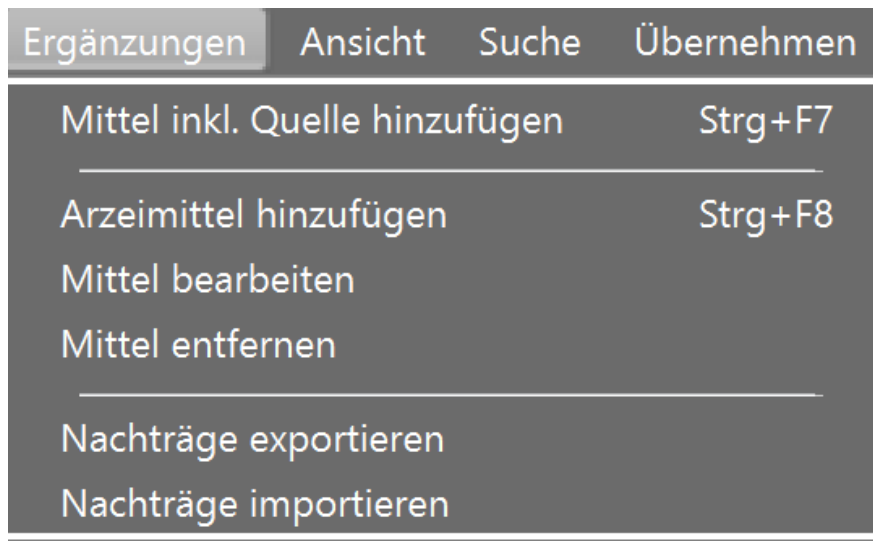 Ergänzungen Ansicht Suche Übernehmen
Mittel inkl. Quelle hinzufügen Strg+F7
Arzeimittel hinzufügen Strg+F8
Mittel bearbeiten
Mittel entfernen
Nachträge exportieren
Nachträge importieren